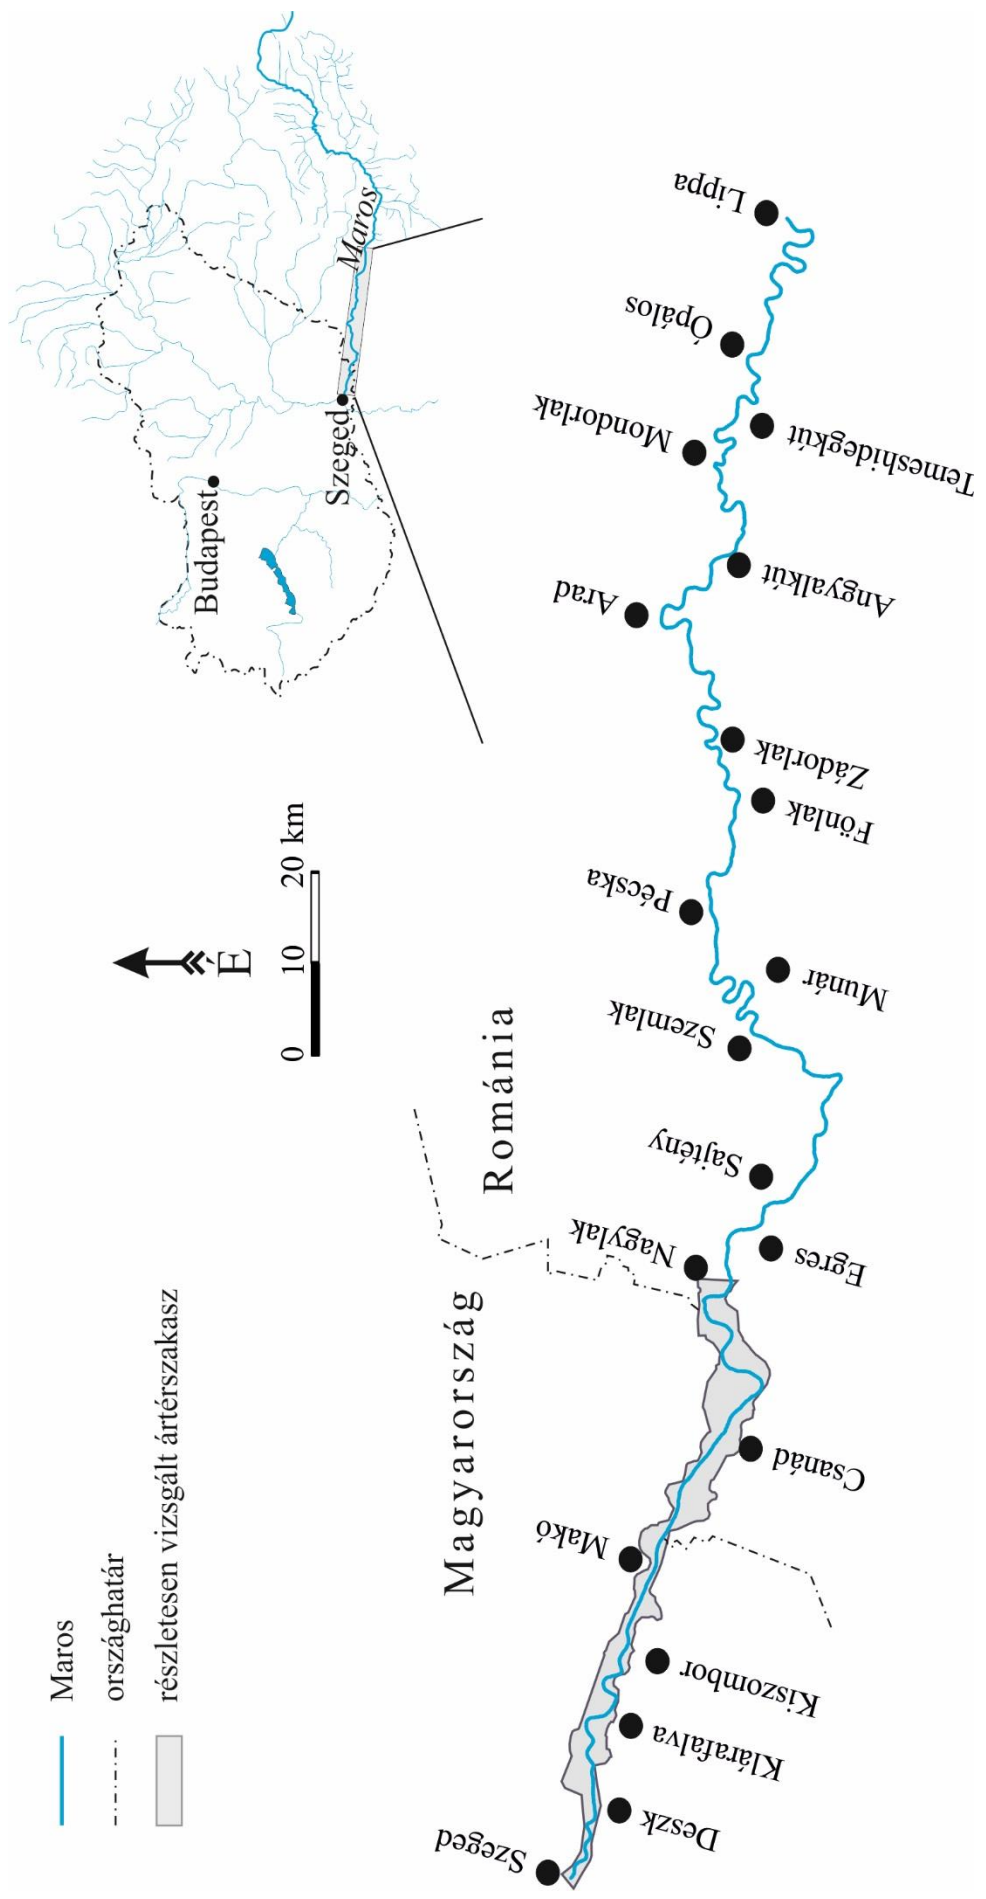 Maros
országhatár
részletesen vizsgált ártérszakasz
É
0 10 20 km
Budapest
Szeged
Maros
Magyarország
Románia
Szeged
Deszk
Klárafalva
Kiszombor
Makó
Csanád
Nagylak
Egres
Sajtény
Szemlak
Munár
Pécska
Fönlak
Zádorlak
Arad
Angyalkút
Mondorlak
Temeshidegkút
Ópálos
Lippa